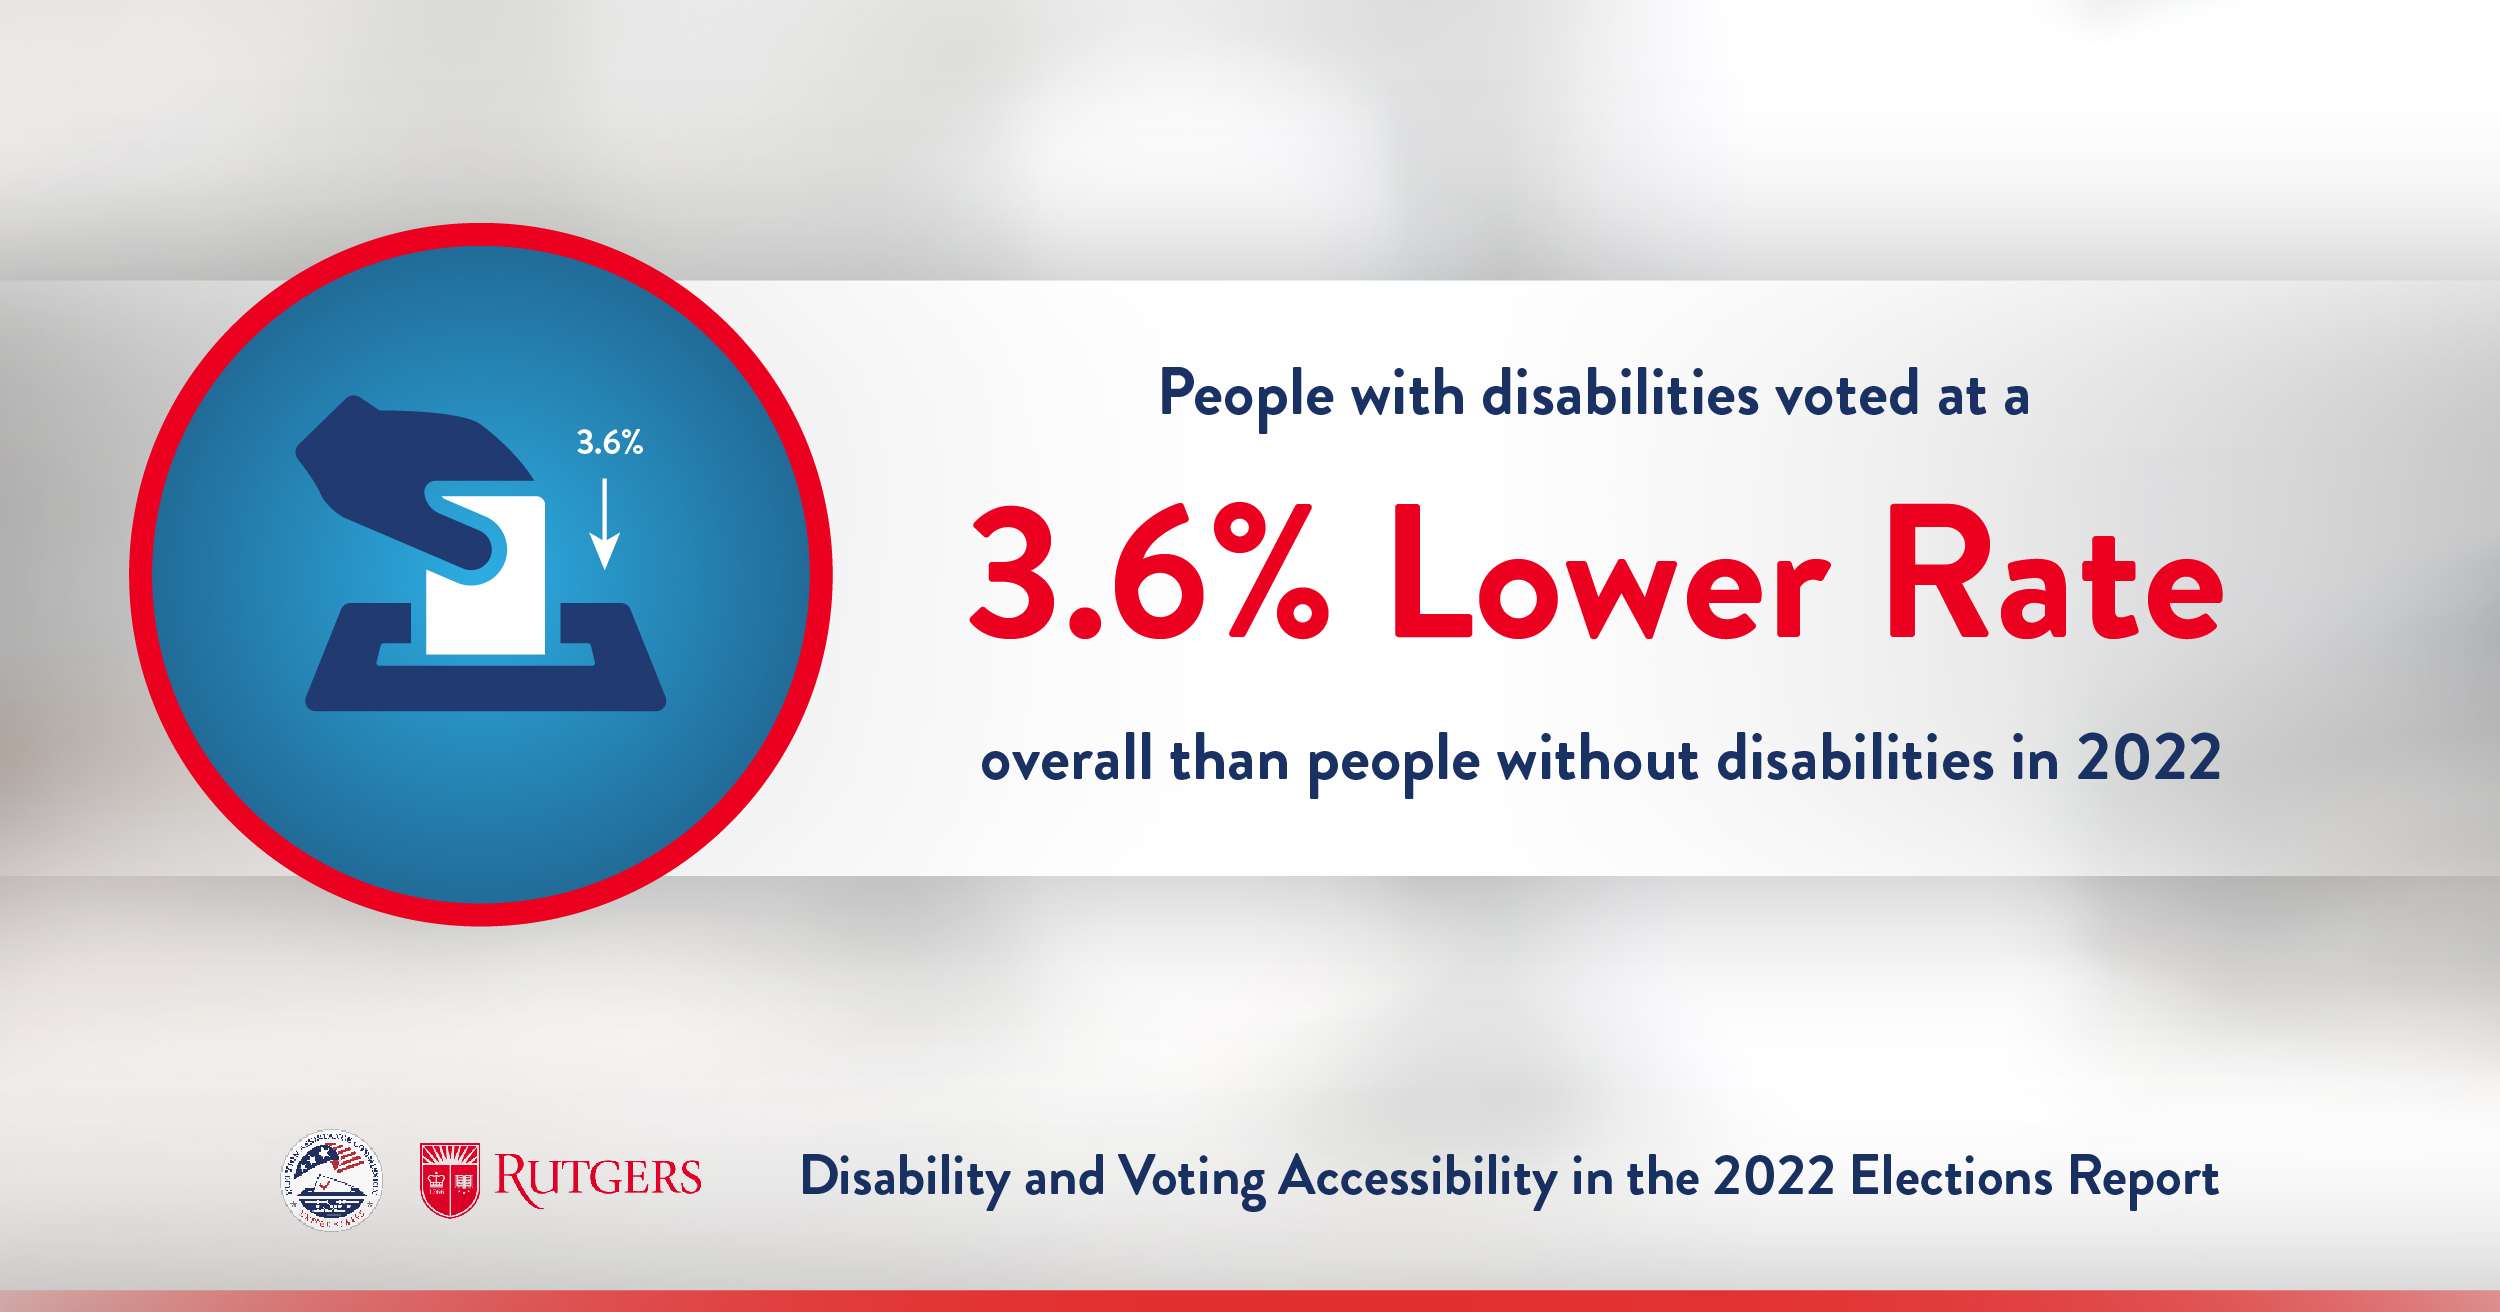 People with disabilities voted at a
3.6%
3.6% Lower Rate
overall than people without disabilities in 2022
1766
RUTGERS
Disability and Voting Accessibility in the 2022 Elections Report